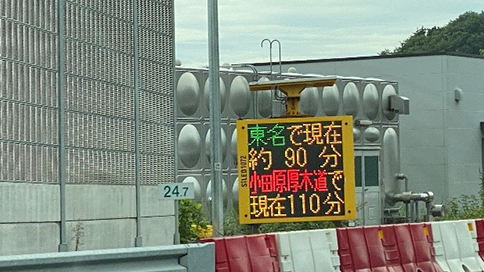 東名で現在
約 90 分
小田原厚木道で
現在110分
24.7